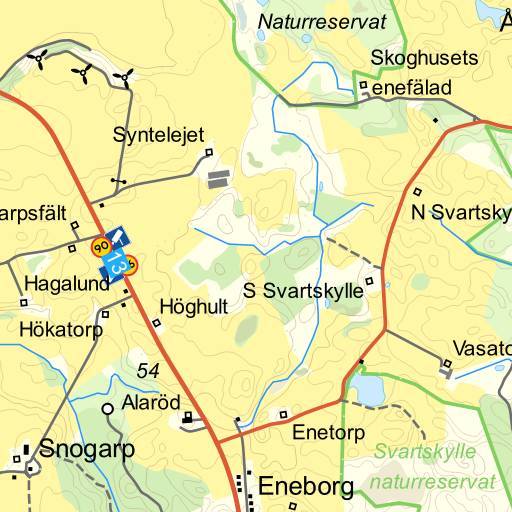 Naturreservat
Å
Skoghusets
enefälad
Syntelejet
arpsfält
N Svartsky
90
13
Hagalund
S Svartskylle
Höghult
Hökatorp
Vasato
54
Alaröd
Enetorp
Snogarp
Svartskylle
naturreservat
Eneborg